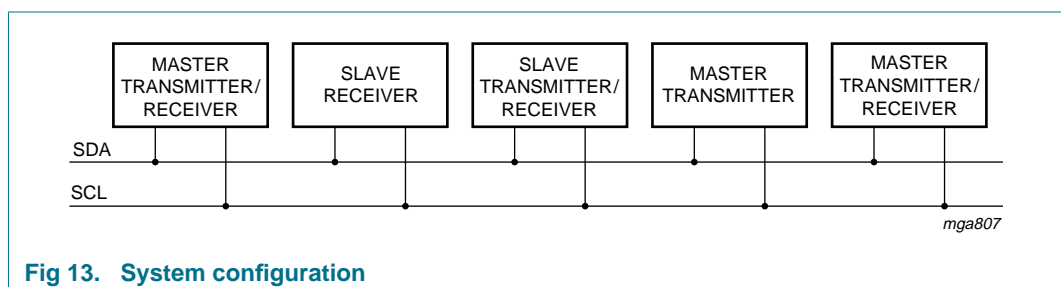 MASTER
TRANSMITTER/
RECEIVER
SLAVE
RECEIVER
SLAVE
TRANSMITTER/
RECEIVER
MASTER
TRANSMITTER
MASTER
TRANSMITTER/
RECEIVER
SDA
SCL
mga807
Fig 13. System configuration